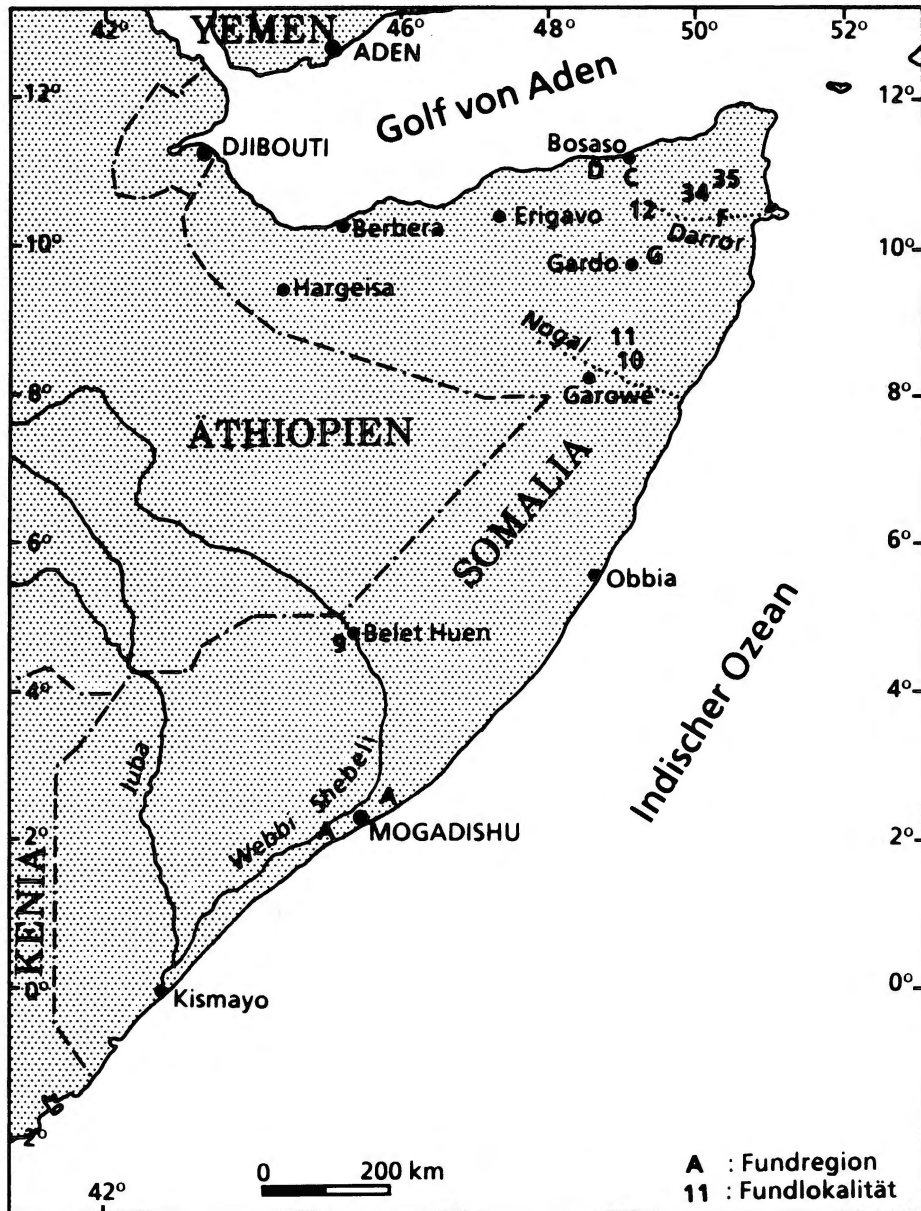 42°
YEMEN
46°
48°
50°
52°
ADEN
12°
Golf von Aden
12°
DJIBOUTI
Bosaso
D
C
34
35
12
F
Erigavo
Berbera
Darror
10°
10°
Gardo
G
Hargeisa
Nogal
11
10
Garowe
8°
8°
ÄTHIOPIEN
SOMALIA
6°
6°
Obbia
Belet Huen
9
Indischer Ozean
4°
4°
Juba
Webbi Shebeli
A
A
MOGADISHU
2°
2°
KENIA
0°
0°
Kismayo
2°
0 200 km
42°
A : Fundregion
11 : Fundlokalität